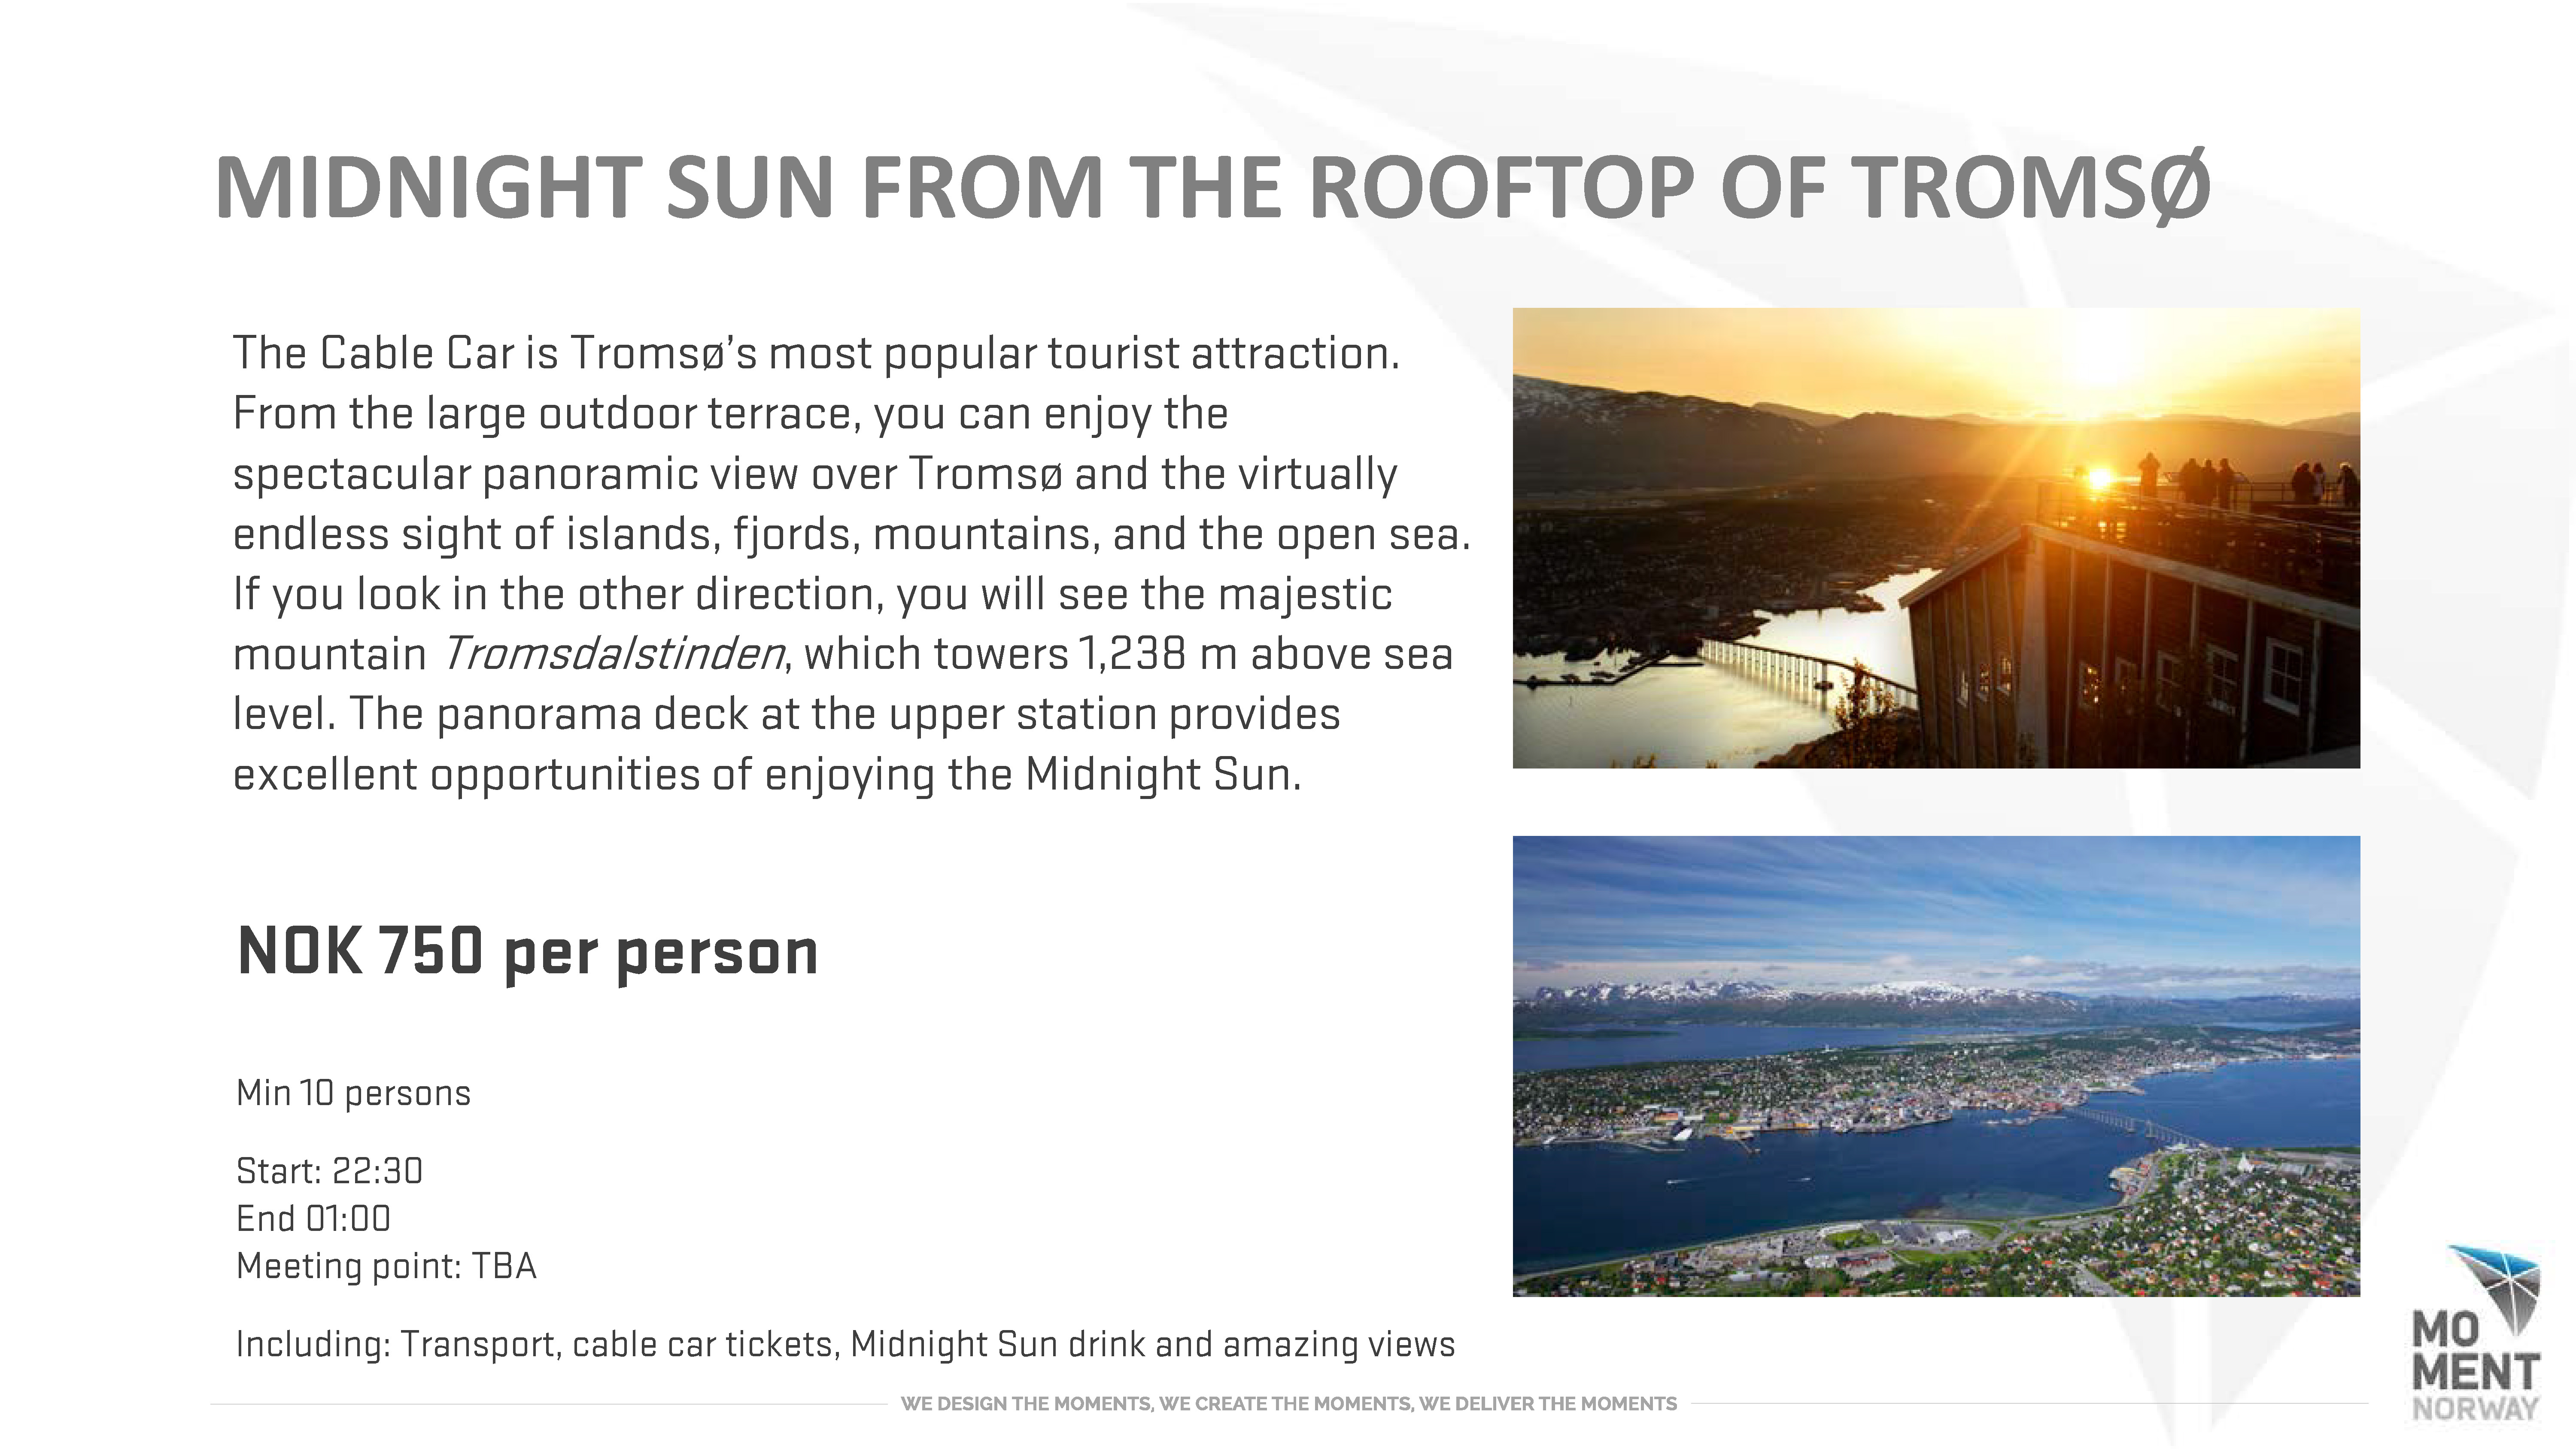 MIDNIGHT SUN FROM THE ROOFTOP OF TROMSØ
The Cable Car is Tromsø’s most popular tourist attraction.
From the large outdoor terrace, you can enjoy the
spectacular panoramic view over Tromsø and the virtually
endless sight of islands, fjords, mountains, and the open sea.
If you look in the other direction, you will see the majestic
mountain Tromsdalstinden, which towers 1,238 m above sea
level. The panorama deck at the upper station provides
excellent opportunities of enjoying the Midnight Sun.
NOK 750 per person
Min 10 persons
Start: 22:30
End 01:00
Meeting point: TBA
Including: Transport, cable car tickets, Midnight Sun drink and amazing views
WE DESIGN THE MOMENTS, WE CREATE THE MOMENTS, WE DELIVER THE MOMENTS
MO
MENT
NORWAY